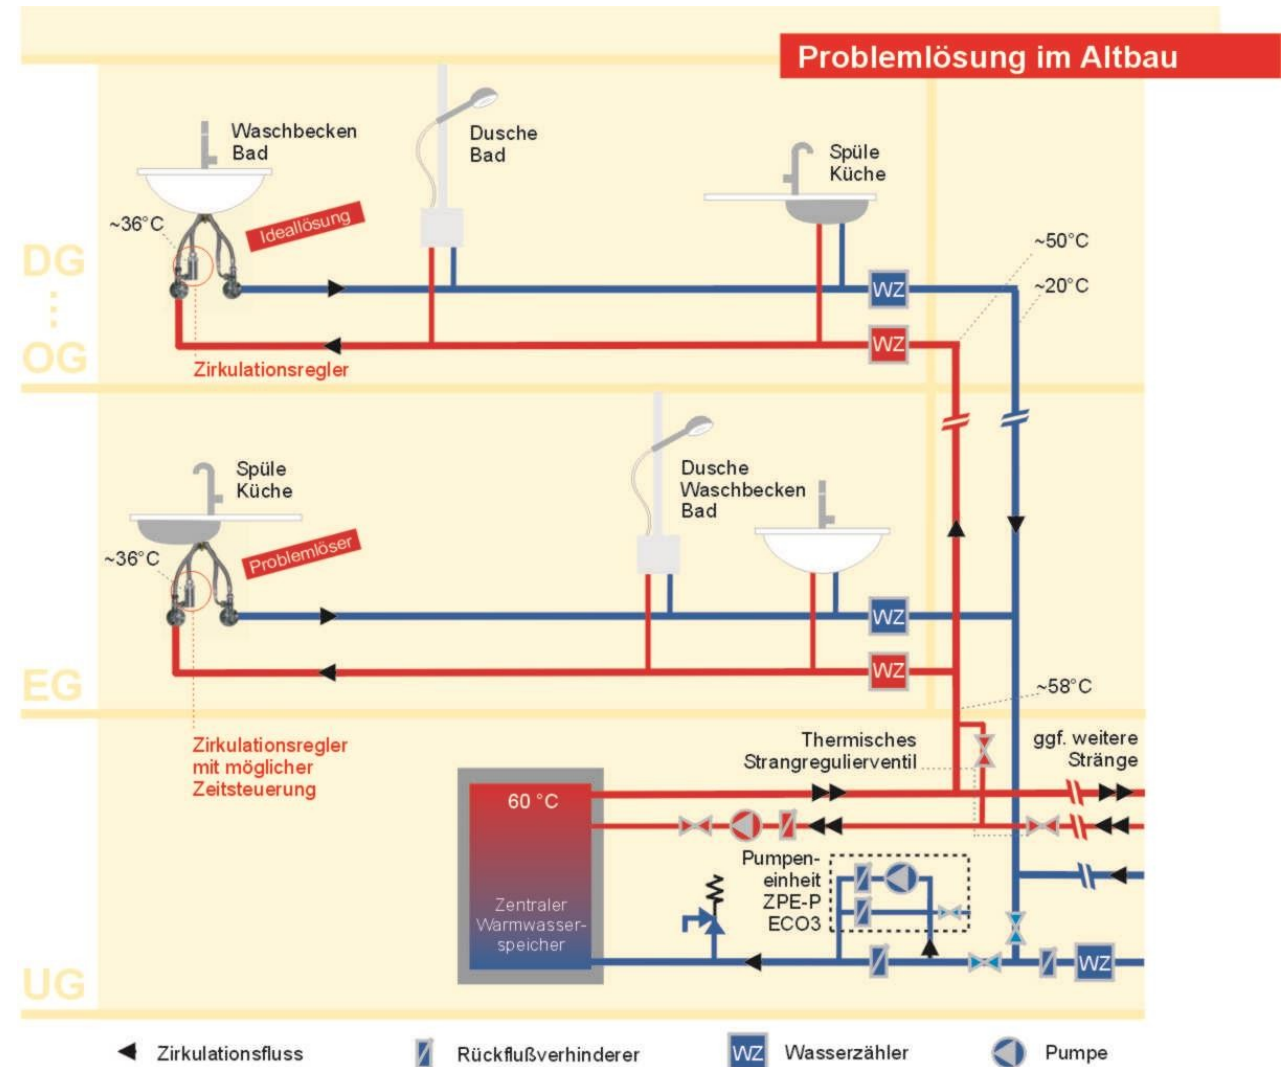 Problemlösung im Altbau
Waschbecken
Bad
Dusche
Bad
Spüle
Küche
~36°C
Ideallösung
~50°C
~20°C
DG
OG
WZ
WZ
Zirkulationsregler
Spüle
Küche
Dusche
Waschbecken
Bad
~36°C
Problemlöser
WZ
WZ
EG
~58°C
Zirkulationsregler
mit möglicher
Zeitsteuerung
Thermisches
Strangregulierventil
ggf. weitere
Stränge
60 °C
Pumpen-
einheit
ZPE-P
ECO3
Zentraler
Warmwasser-
speicher
WZ
UG
Zirkulationsfluss
Rückflußverhinderer
WZ
Wasserzähler
Pumpe